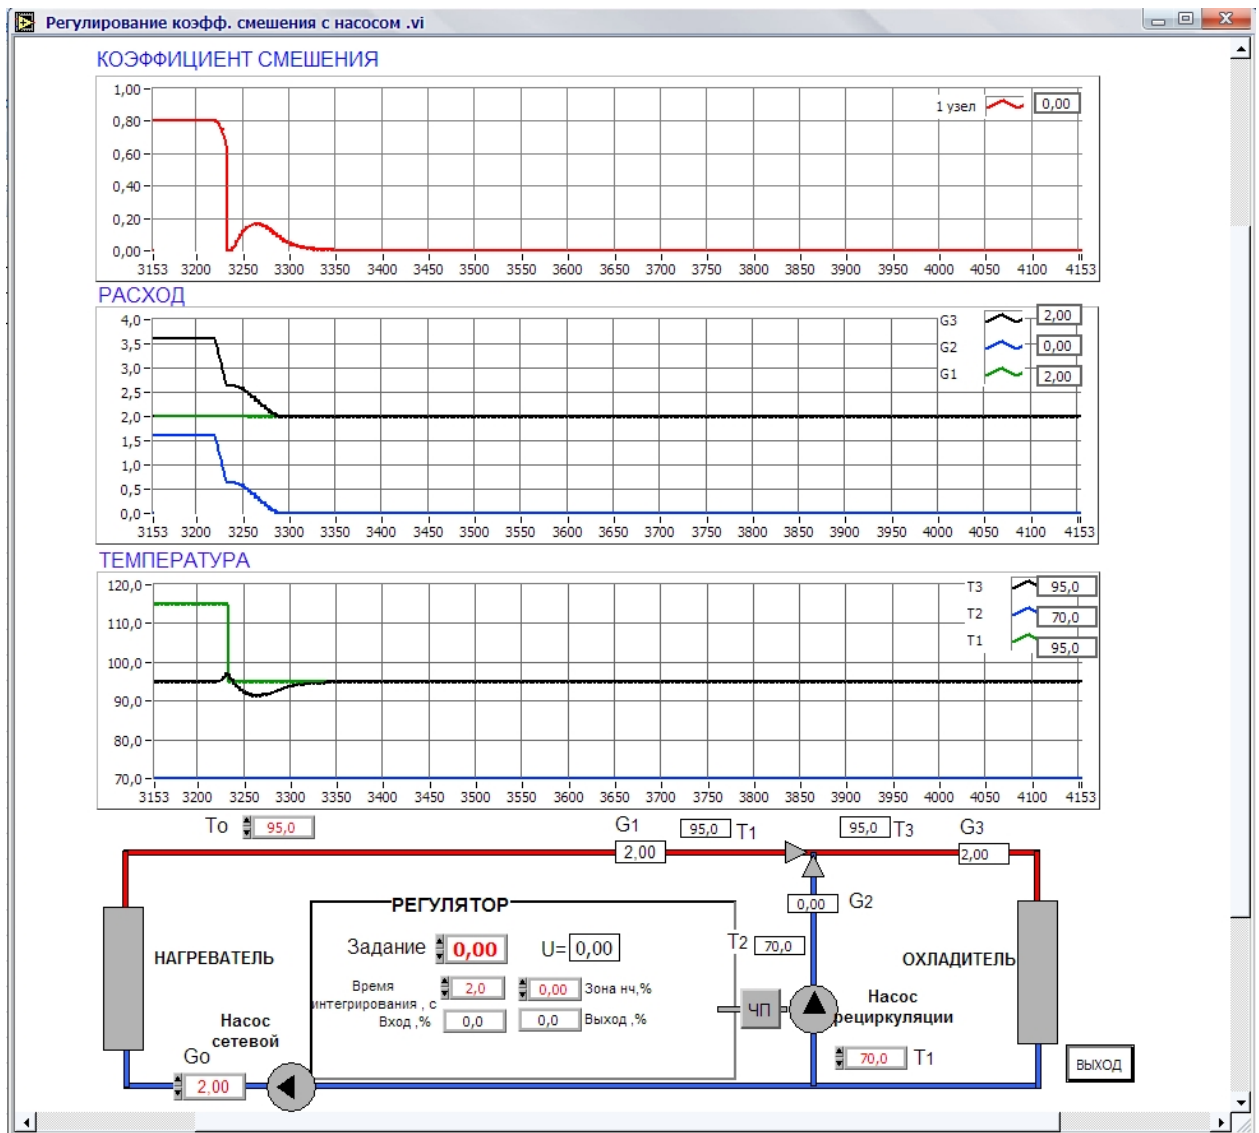 Регулирование коэфф. смешения с насосом .vi
КОЭФФИЦИЕНТ СМЕШЕНИЯ
1,00
0,80
0,60
0,40
0,20
0,00
1 узел 0,00
3153 3200 3250 3300 3350 3400 3450 3500 3550 3600 3650 3700 3750 3800 3850 3900 3950 4000 4050 4100 4153
РАСХОД
4,0
3,5
3,0
2,5
2,0
1,5
1,0
0,5
0,0
G3 2,00
G2 0,00
G1 2,00
3153 3200 3250 3300 3350 3400 3450 3500 3550 3600 3650 3700 3750 3800 3850 3900 3950 4000 4050 4100 4153
ТЕМПЕРАТУРА
120,0
110,0
100,0
90,0
80,0
70,0
T3 95,0
T2 70,0
T1 95,0
3153 3200 3250 3300 3350 3400 3450 3500 3550 3600 3650 3700 3750 3800 3850 3900 3950 4000 4050 4100 4153
To 95,0
G1 95,0 T1 95,0 T3 G3
2,00 2,00
РЕГУЛЯТОР
0,00 G2
Задание 0,00 U= 0,00
T2 70,0
НАГРЕВАТЕЛЬ
ОХЛАДИТЕЛЬ
Время
интегрирования , с 2,0 0,00 Зона нч,%
Вход ,% 0,0 0,0 Выход ,%
ЧП
Насос
рециркуляции
Насос
сетевой
Go
2,00
70,0 T1
ВЫХОД